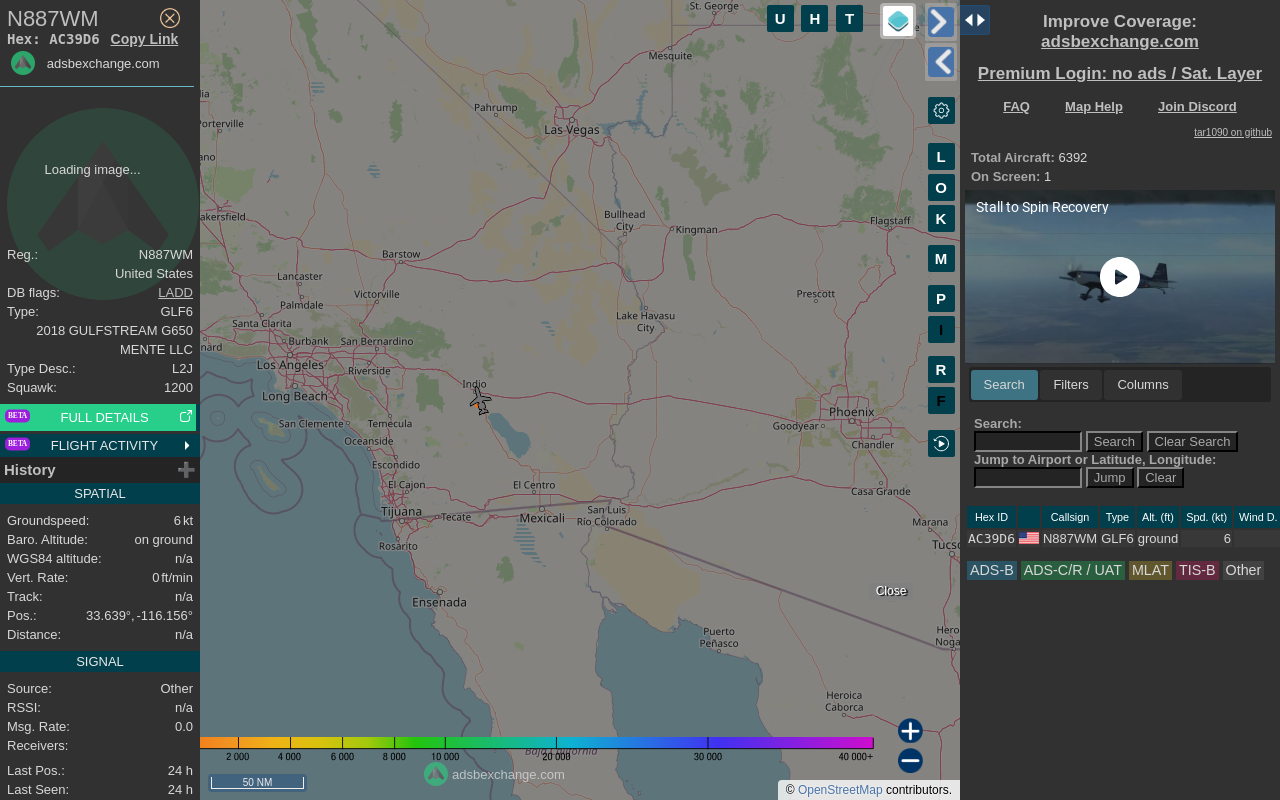 N887WM
Hex: AC39D6 Copy Link
adsbexchange.com
Loading image...
Reg.: N887WM
United States
DB flags: LADD
Type: GLF6
2018 GULFSTREAM G650
MENTE LLC
Type Desc.: L2J
Squawk: 1200
BETA FULL DETAILS
BETA FLIGHT ACTIVITY
History
SPATIAL
Groundspeed: 6 kt
Baro. Altitude: on ground
WGS84 altitude: n/a
Vert. Rate: 0 ft/min
Track: n/a
Pos.: 33.639°, -116.156°
Distance: n/a
SIGNAL
Source: Other
RSSI: n/a
Msg. Rate: 0.0
Receivers:
Last Pos.: 24 h
Last Seen: 24 h
St. George
Mesquite
Pahrump
Las Vegas
Porterville
akersfield
Bullhead City
Kingman
Flagstaff
Barstow
Lancaster
Victorville
Palmdale
Prescott
Santa Clarita
Lake Havasu City
nard
Burbank
San Bernardino
Los Angeles
Riverside
Indio
Long Beach
Phoenix
San Clemente
Temecula
Goodyear
Oceanside
Chandler
Escondido
El Cajon
El Centro
Casa Grande
Tijuana
Tecate
Mexicali
San Luis Río Colorado
Marana
Rosarito
Tucso
Ensenada
Close
Puerto Peñasco
Hero
Noga
Heroica Caborca
Baja California
U H T
L
O
K
M
P
I
R
F
2 000 4 000 6 000 8 000 10 000 20 000 30 000 40 000+
adsbexchange.com
50 NM
© OpenStreetMap contributors.
Improve Coverage:
adsbexchange.com
Premium Login: no ads / Sat. Layer
FAQ Map Help Join Discord
tar1090 on github
Total Aircraft: 6392
On Screen: 1
Stall to Spin Recovery
Search Filters Columns
Search:
Search Clear Search
Jump to Airport or Latitude, Longitude:
Jump Clear
Hex ID Callsign Type Alt. (ft) Spd. (kt) Wind D.
AC39D6 N887WM GLF6 ground 6
ADS-B ADS-C/R / UAT MLAT TIS-B Other